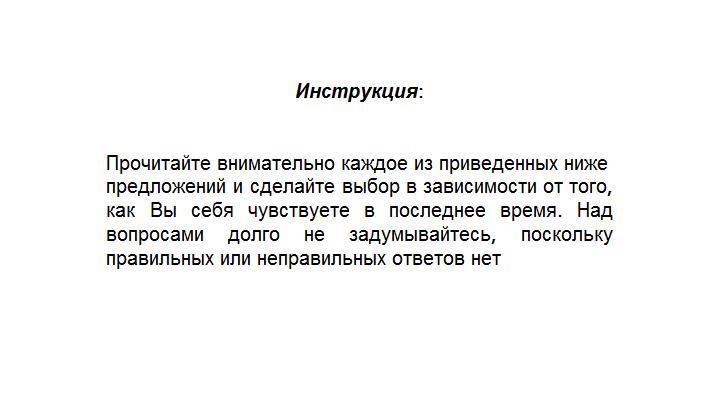 Инструкция:
Прочитайте внимательно каждое из приведенных ниже
предложений и сделайте выбор в зависимости от того,
как Вы себя чувствуете в последнее время. Над
вопросами долго не задумывайтесь, поскольку
правильных или неправильных ответов нет